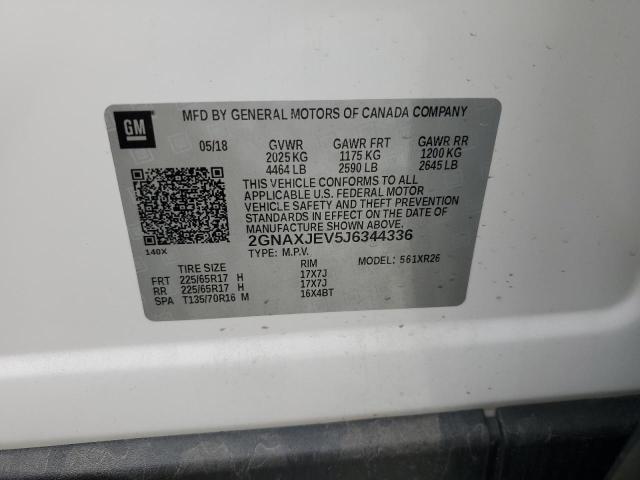 GM
MFD BY GENERAL MOTORS OF CANADA COMPANY
05/18 GVWR GAWR FRT GAWR RR
2025 KG 1175 KG 1200 KG
4464 LB 2590 LB 2645 LB
THIS VEHICLE CONFORMS TO ALL
APPLICABLE U.S. FEDERAL MOTOR
VEHICLE SAFETY AND THEFT PREVENTION
STANDARDS IN EFFECT ON THE DATE OF
MANUFACTURE SHOWN ABOVE.
2GNAXJEV5J6344336
140X TYPE: M.P.V. MODEL: 561XR26
TIRE SIZE RIM
FRT 225/65R17 H 17X7J
RR 225/65R17 H 17X7J
SPA T135/70R16 M 16X4BT